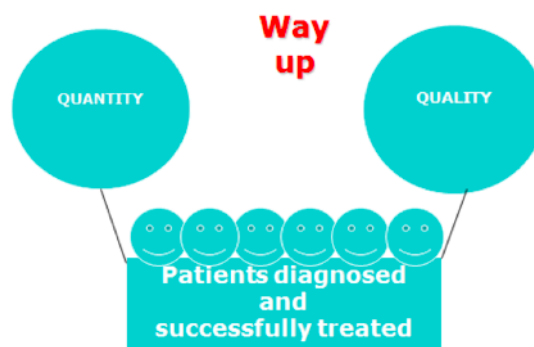 Way
up
QUANTITY
QUALITY
Patients diagnosed
and
successfully treated